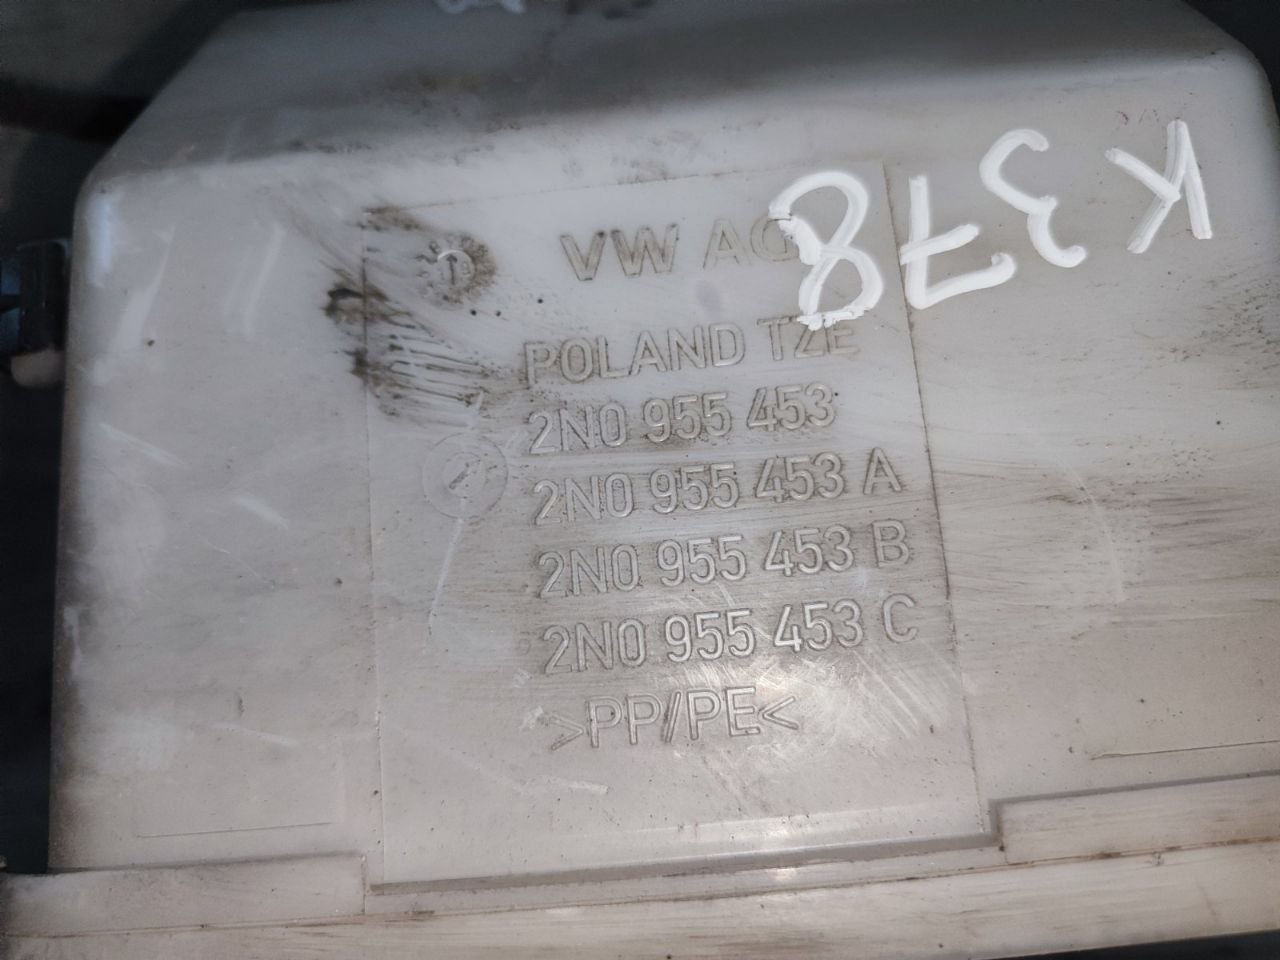 K378
19
VW AG
POLAND TZE
2N0 955 453
2N0 955 453 A
2N0 955 453 B
2N0 955 453 C
>PP/PE<